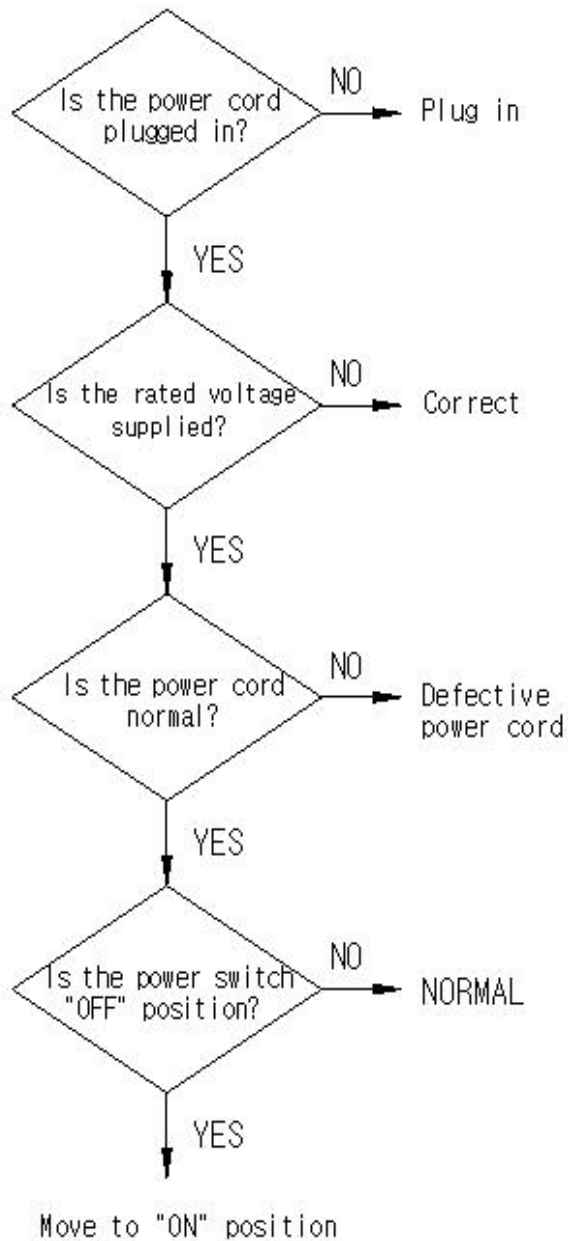 Is the power cord
plugged in?
NO
Plug in
YES
Is the rated voltage
supplied?
NO
Correct
YES
Is the power cord
normal?
NO
Defective
power cord
YES
Is the power switch
"OFF" position?
NO
NORMAL
YES
Move to "ON" position